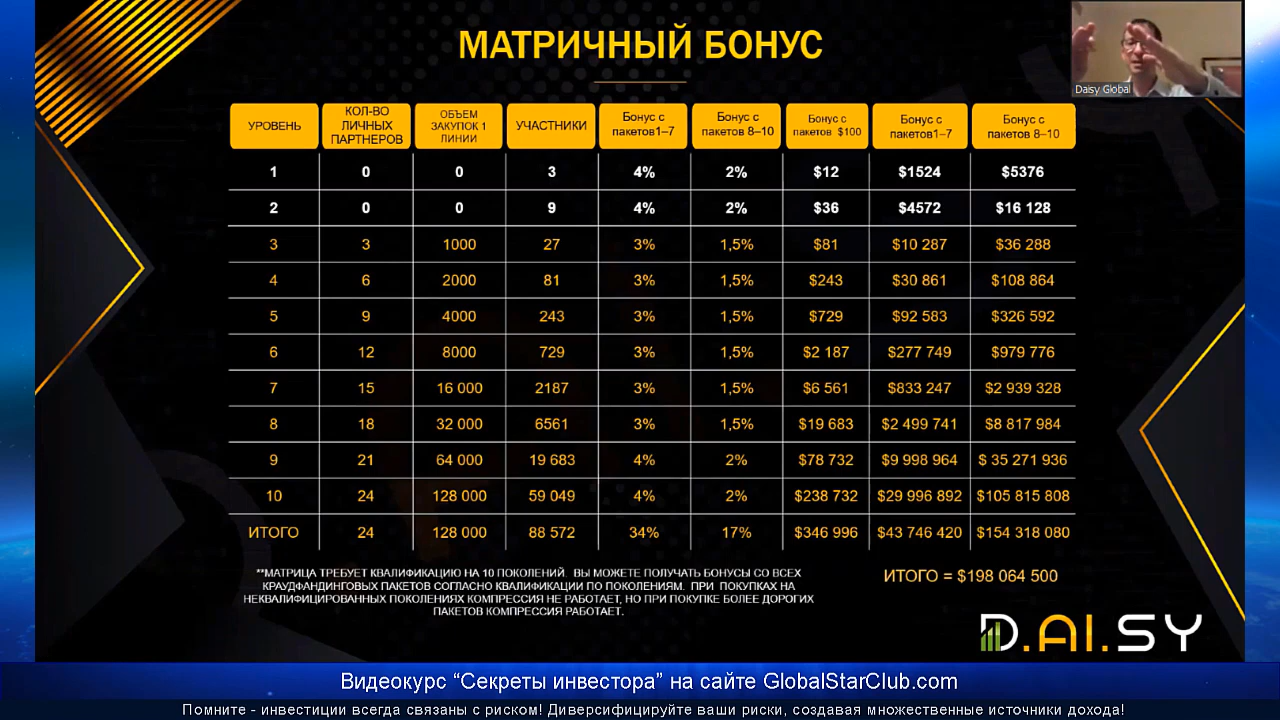 МАТРИЧНЫЙ БОНУС
Daisy Global
УРОВЕНЬ КОЛ-ВО ЛИЧНЫХ ПАРТНЕРОВ ОБЪЕМ ЗАКУПОК 1 ЛИНИИ УЧАСТНИКИ Бонус с пакетов1–7 Бонус с пакетов 8–10 Бонус с пакетов $100 Бонус с пакетов1–7 Бонус с пакетов 8–10
1 0 0 3 4% 2% $12 $1524 $5376
2 0 0 9 4% 2% $36 $4572 $16 128
3 3 1000 27 3% 1,5% $81 $10 287 $36 288
4 6 2000 81 3% 1,5% $243 $30 861 $108 864
5 9 4000 243 3% 1,5% $729 $92 583 $326 592
6 12 8000 729 3% 1,5% $2 187 $277 749 $979 776
7 15 16 000 2187 3% 1,5% $6 561 $833 247 $2 939 328
8 18 32 000 6561 3% 1,5% $19 683 $2 499 741 $8 817 984
9 21 64 000 19 683 4% 2% $78 732 $9 998 964 $ 35 271 936
10 24 128 000 59 049 4% 2% $238 732 $29 996 892 $105 815 808
ИТОГО 24 128 000 88 572 34% 17% $346 996 $43 746 420 $154 318 080
**МАТРИЦА ТРЕБУЕТ КВАЛИФИКАЦИЮ НА 10 ПОКОЛЕНИЙ. ВЫ МОЖЕТЕ ПОЛУЧАТЬ БОНУСЫ СО ВСЕХ
КРАУДФАНДИНГОВЫХ ПАКЕТОВ СОГЛАСНО КВАЛИФИКАЦИИ ПО ПОКОЛЕНИЯМ. ПРИ ПОКУПКАХ НА
НЕКВАЛИФИЦИРОВАННЫХ ПОКОЛЕНИЯХ КОМПРЕССИЯ НЕ РАБОТАЕТ, НО ПРИ ПОКУПКЕ БОЛЕЕ ДОРОГИХ
ПАКЕТОВ КОМПРЕССИЯ РАБОТАЕТ.
ИТОГО = $198 064 500
D.AI.SY
Видеокурс “Секреты инвестора” на сайте GlobalStarClub.com
Помните - инвестиции всегда связаны с риском! Диверсифицируйте ваши риски, создавая множественные источники дохода!